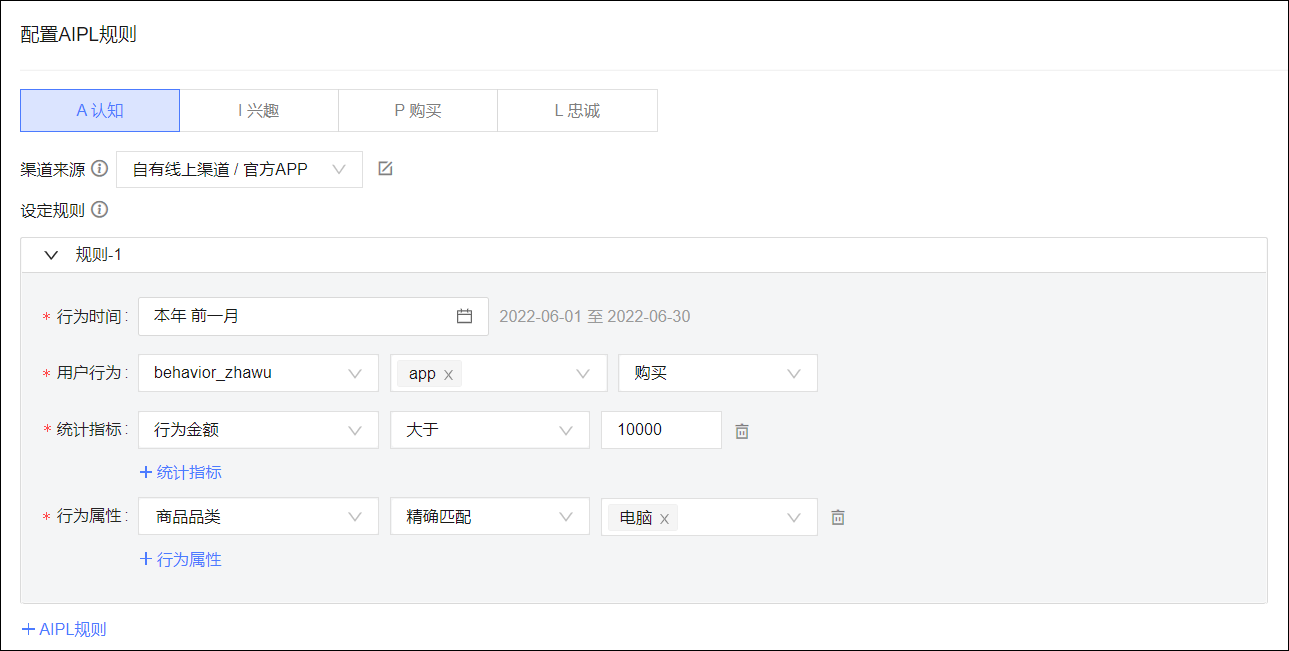 配置AIPL规则
A 认知 I 兴趣 P 购买 L 忠诚
渠道来源 自有线上渠道 / 官方APP
设定规则
规则-1
* 行为时间: 本年 前一月 2022-06-01 至 2022-06-30
* 用户行为: behavior_zhawu app x 购买
* 统计指标: 行为金额 大于 10000
+ 统计指标
* 行为属性: 商品品类 精确匹配 电脑 x
+ 行为属性
+ AIPL规则